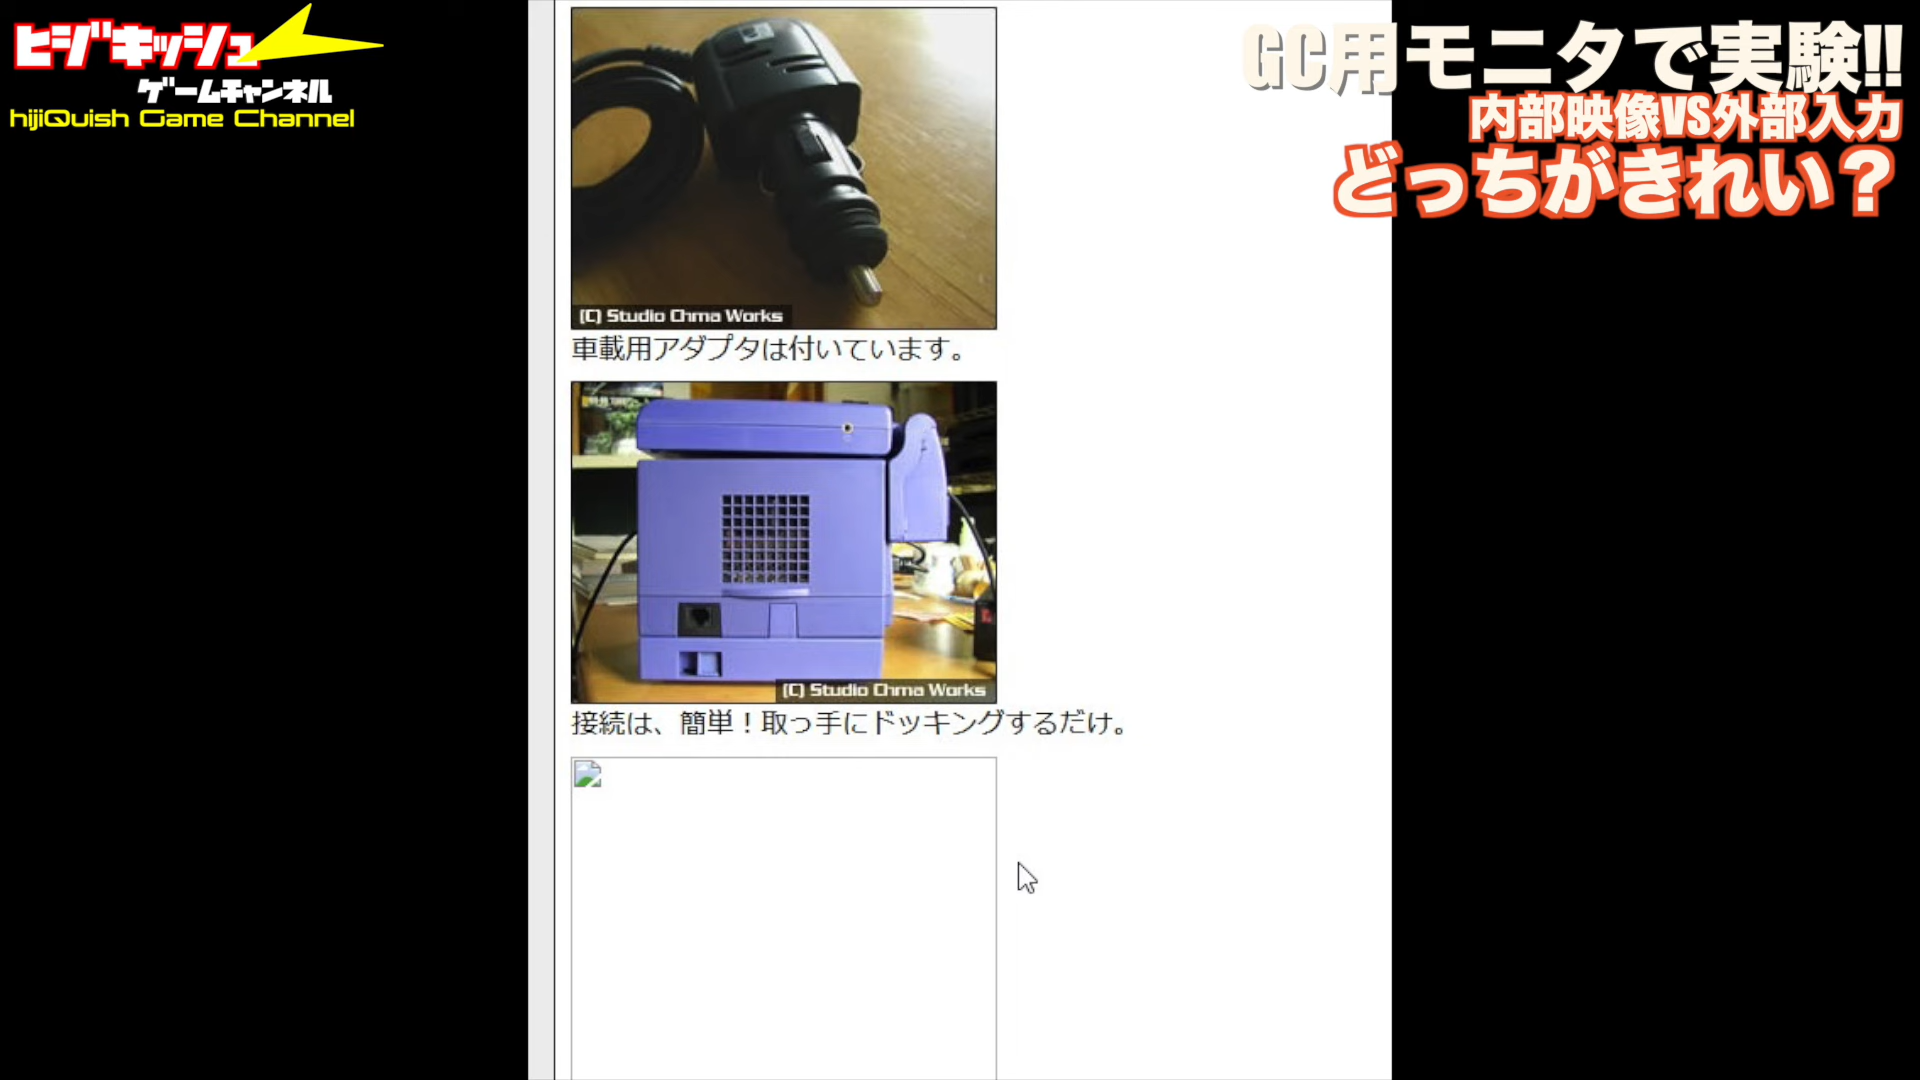 ヒジキッシュ
ゲームチャンネル
hijiQuish Game Channel
GC用モニタで実験!!
内部映像VS外部入力
どっちがきれい？
(C) Studio Chma Works
車載用アダプタは付いています。
(C) Studio Chma Works
接続は、簡単！取っ手にドッキングするだけ。